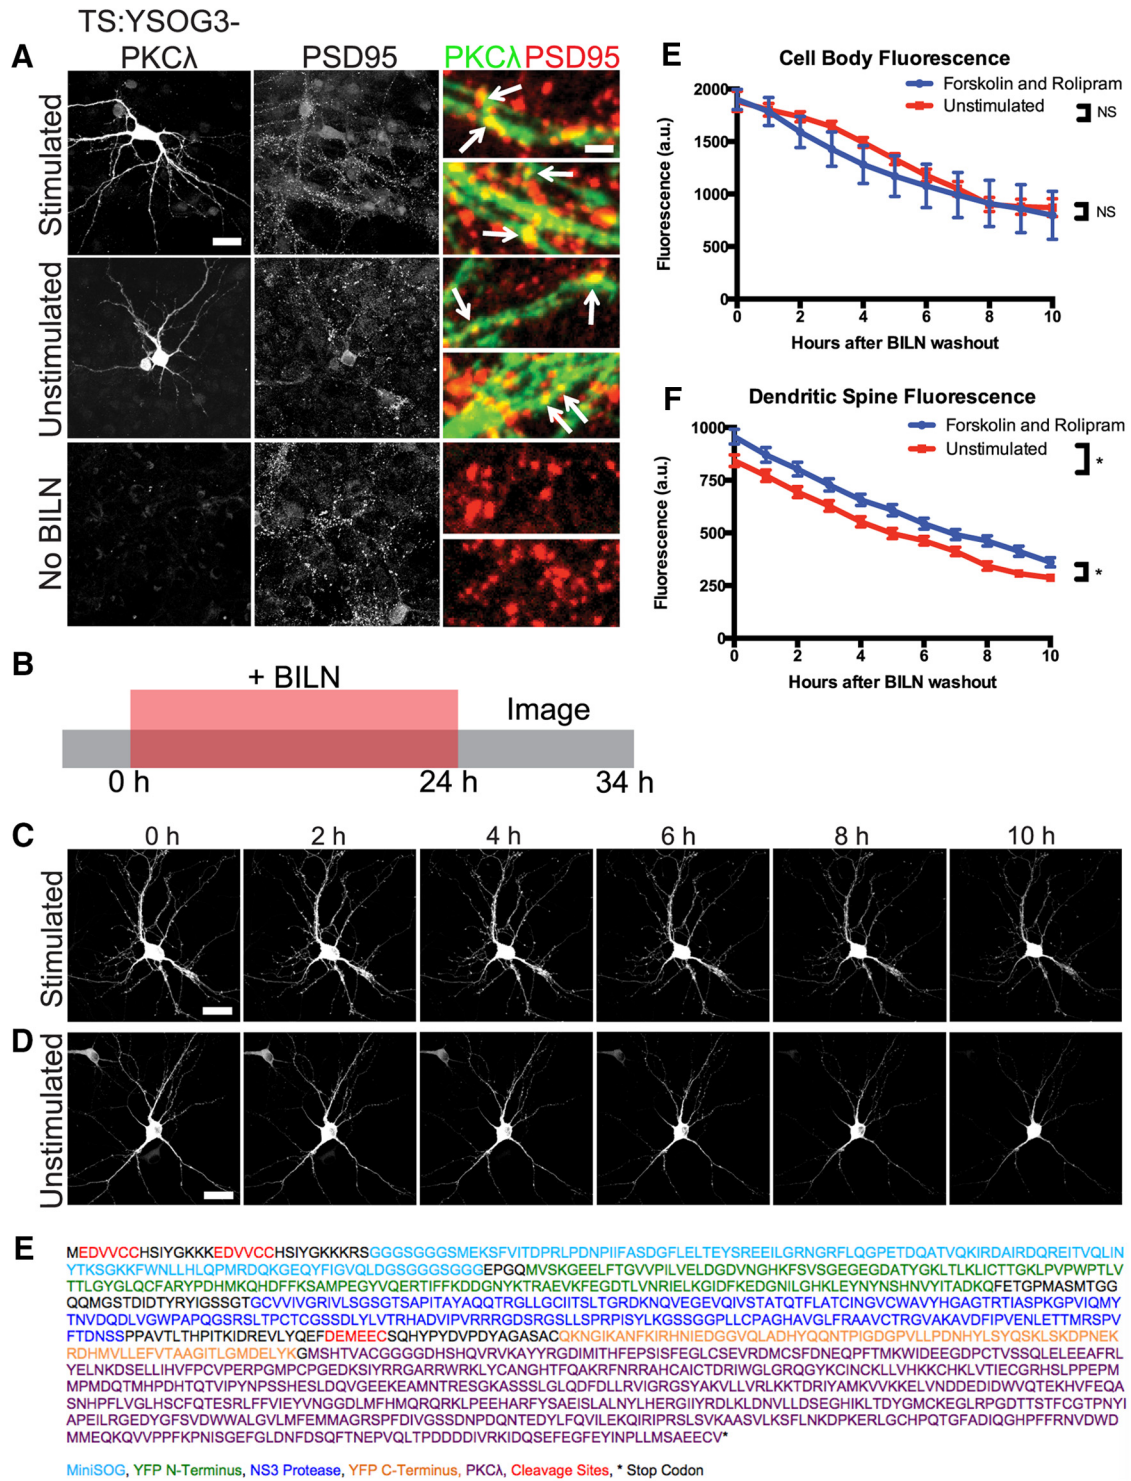 TS:YSOG3-
PKCλ
PSD95
PKCλ PSD95
A
Stimulated
Unstimulated
No BILN
B
+ BILN
Image
0 h
24 h
34 h
E
Cell Body Fluorescence
Forskolin and Rolipram
Unstimulated
NS
NS
Fluorescence (a.u.)
2000
1500
1000
500
0
0 2 4 6 8 10
Hours after BILN washout
F
Dendritic Spine Fluorescence
Forskolin and Rolipram
Unstimulated
*
*
Fluorescence (a.u.)
1000
750
500
250
0
0 2 4 6 8 10
Hours after BILN washout
C
0 h 2 h 4 h 6 h 8 h 10 h
Stimulated
D
Unstimulated
E
MEDVVCCHSIYGKKKEDVVCCHSIYGKKKRSGGGSGGGSMEKSFVITDPRLPDNPIIFASDGFLELTEYSREEILGRNGRFLQGPETDQATVQKIRDAIRDQREITVQLIN
YTKSGKKFWNLLHLQPMRDQKGEQYFIGVQLDGSGGGSGGGEPGQMVSKGEELFTGVVPILVELDGDVNGHKFSVSGEGEGDATYGKLTLKLICTTGKLPVPWPTLV
TTLGYGLQCFARYPDHMKQHDFFKSAMPEGYVQERTIFFKDDGNYKTRAEVKFEGDTLVNRIELKGIDFKEDGNILGHKLEYNYNSHNVYITADKQFETGPMASMTGG
QQMGSTDIDTYRYIGSSGTGCVVIVGRIVLSGSGTSAPITAYAQQTRGLLGCIITSLTGRDKNQVEGEVQIVSTATQTFLATCINGVCWAVYHGAGTRTIASPKGPVIQMY
TNVDQDLVGWPAPQGSRSLTPCTCGSSDLYLVTRHADVIPVRRRGDSRGSLLSPRPISYLKGSSGGPLLCPAGHAVGLFRAAVCTRGVAKAVDFIPVENLETTMRSPV
FTDNSSPPAVTLTHPITKIDREVLYQEFDEMEECSQHYPYDVPDYAGASACQKNGIKANFKIRHNIEDGGVQLADHYQQNTPIGDGPVLLPDNHYLSYQSKLSKDPNEK
RDHMVLLEFVTAAGITLGMDELYKGMSHTVACGGGGDHSHQVRVKAYYRGDIMITHFEPSISFEGLCSEVRDMCSFDNEQPFTMKWIDEEGDPCTVSSQLELEEAFRL
YELNKDSELLIHVFPCVPERPGMPCPGEDKSIYRRGARRWRKLYCANGHTFQAKRFNRRAHCAICTDRIWGLGRQGYKCINCKLLVHKKCHKLVTIECGRHSLPPEPM
MPMDQTMHPDHTQTVIPYNPSSHESLDQVGEEKEAMNTRESGKASSSLGLQDFDLLRVIGRGSYAKVLLVRLKKTDRIYAMKVVKKELVNDDEDIDWVQTEKHVFEQA
SNHPFLVGLHSCFQTESRLFFVIEYVNGGDLMFHMQRQRKLPEEHARFYSAEISLALNYLHERGIIYRDLKLDNVLLDSEGHIKLTDYGMCKEGLRPGDTTSTFCGTPNYI
APEILRGEDYGFSVDWWALGVLMFEMMAGRSPFDIVGSSDNPDQNTEDYLFQVILEKQIRIPRSLSVKAASVLKSFLNKDPKERLGCHPQTGFADIQGHPFFRNVDWD
MMEQKQVVPPFKPNISGEFGLDNFDSQFTNEPVQLTPDDDDIVRKIDQSEFEGFEYINPLLMSAEECV*
MiniSOG, YFP N-Terminus, NS3 Protease, YFP C-Terminus, PKCλ, Cleavage Sites, * Stop Codon